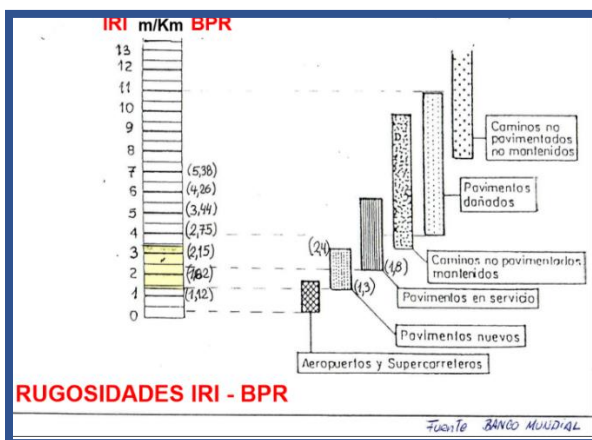 IRI m/Km BPR
13
12
11
10
9
8
7 (5,38)
6 (4,26)
5 (3,44)
4 (2,75)
3 (2,15)
2
1 (1,12)
0
(2,4)
(1,3)
(1,8)
D
Caminos no
pavimentados
no mantenidos
Pavimentos
dañados
Caminos no pavimentados
mantenidos
Pavimentos en servicio
Pavimentos nuevos
Aeropuertos y Supercarreteros
RUGOSIDADES IRI - BPR
Fuente BANCO MUNDIAL